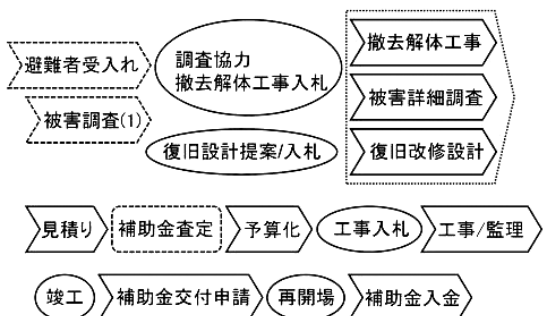 避難者受入れ
被害調査(1)
調査協力
撤去解体工事入札
復旧設計提案/入札
撤去解体工事
被害詳細調査
復旧改修設計
見積り
補助金査定
予算化
工事入札
工事/監理
竣工
補助金交付申請
再開場
補助金入金